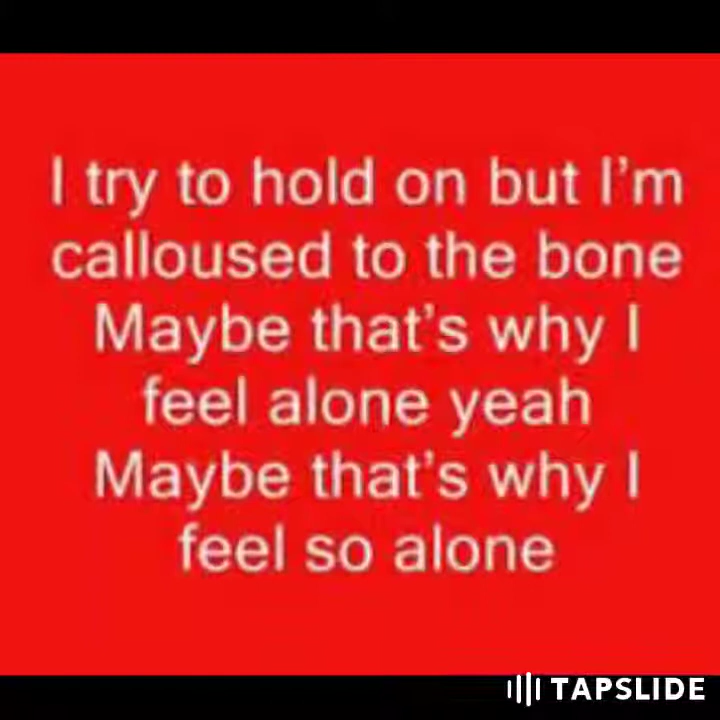 I try to hold on but I'm
calloused to the bone
Maybe that's why I
feel alone yeah
Maybe that's why I
feel so alone
TAPSLIDE